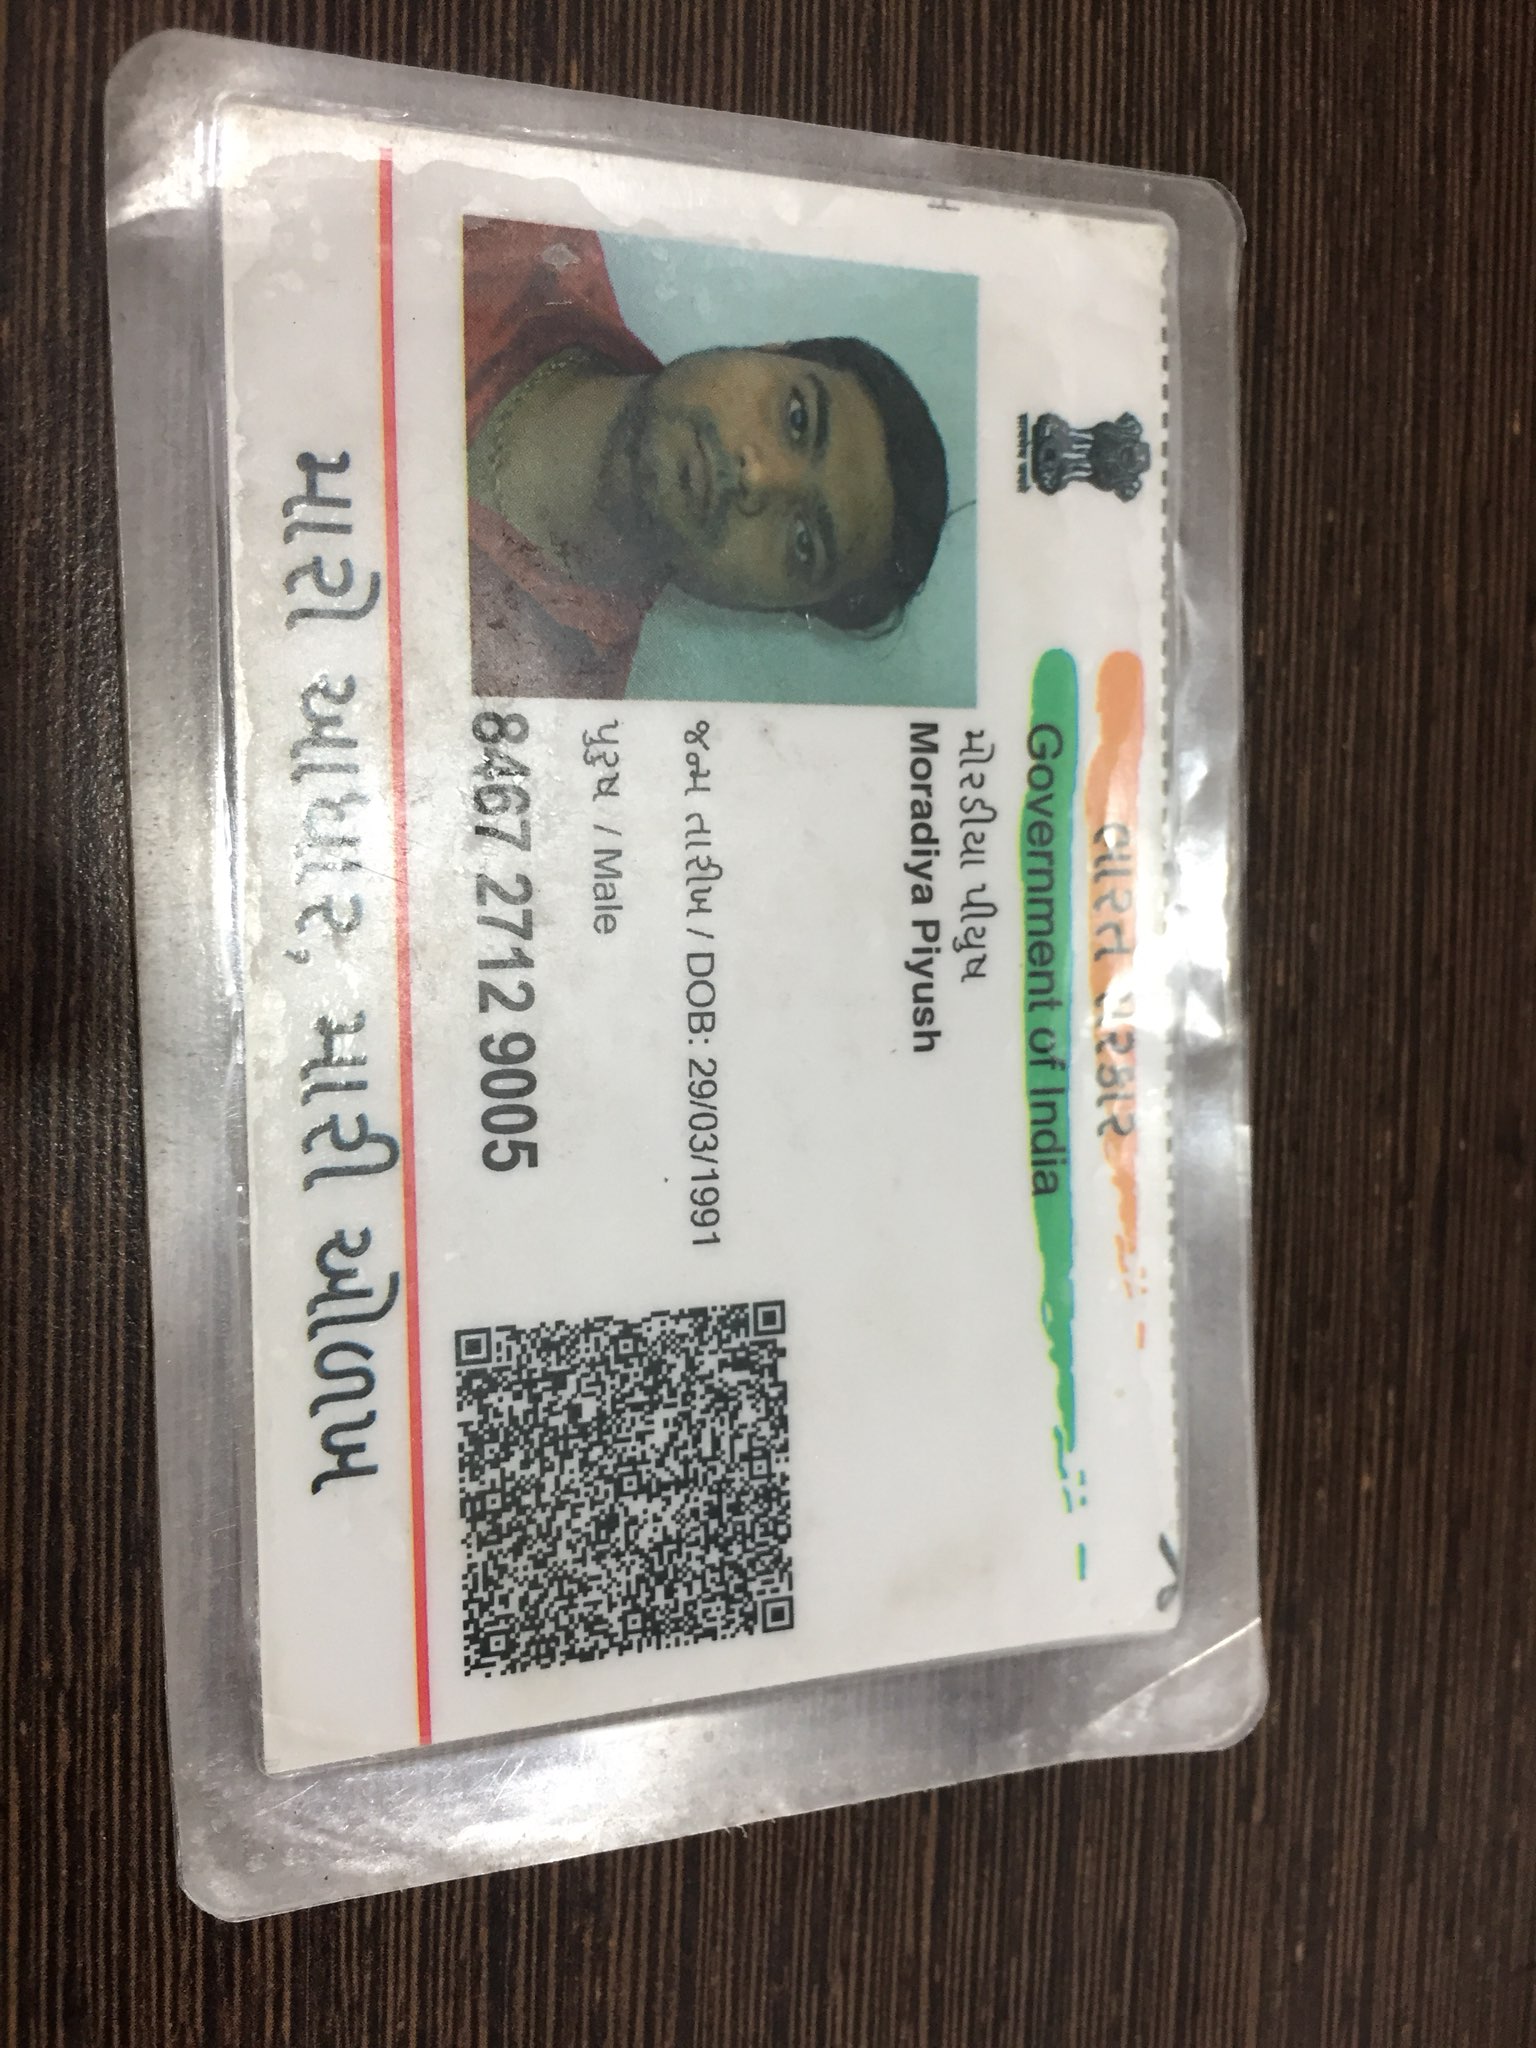 ભારત સરકાર
Government of India
મોરડીયા પીયુષ
Moradiya Piyush
જન્મ તારીખ / DOB: 29/03/1991
પુરુષ / Male
8467 2712 9005
મારો આધાર, મારી ઓળખ